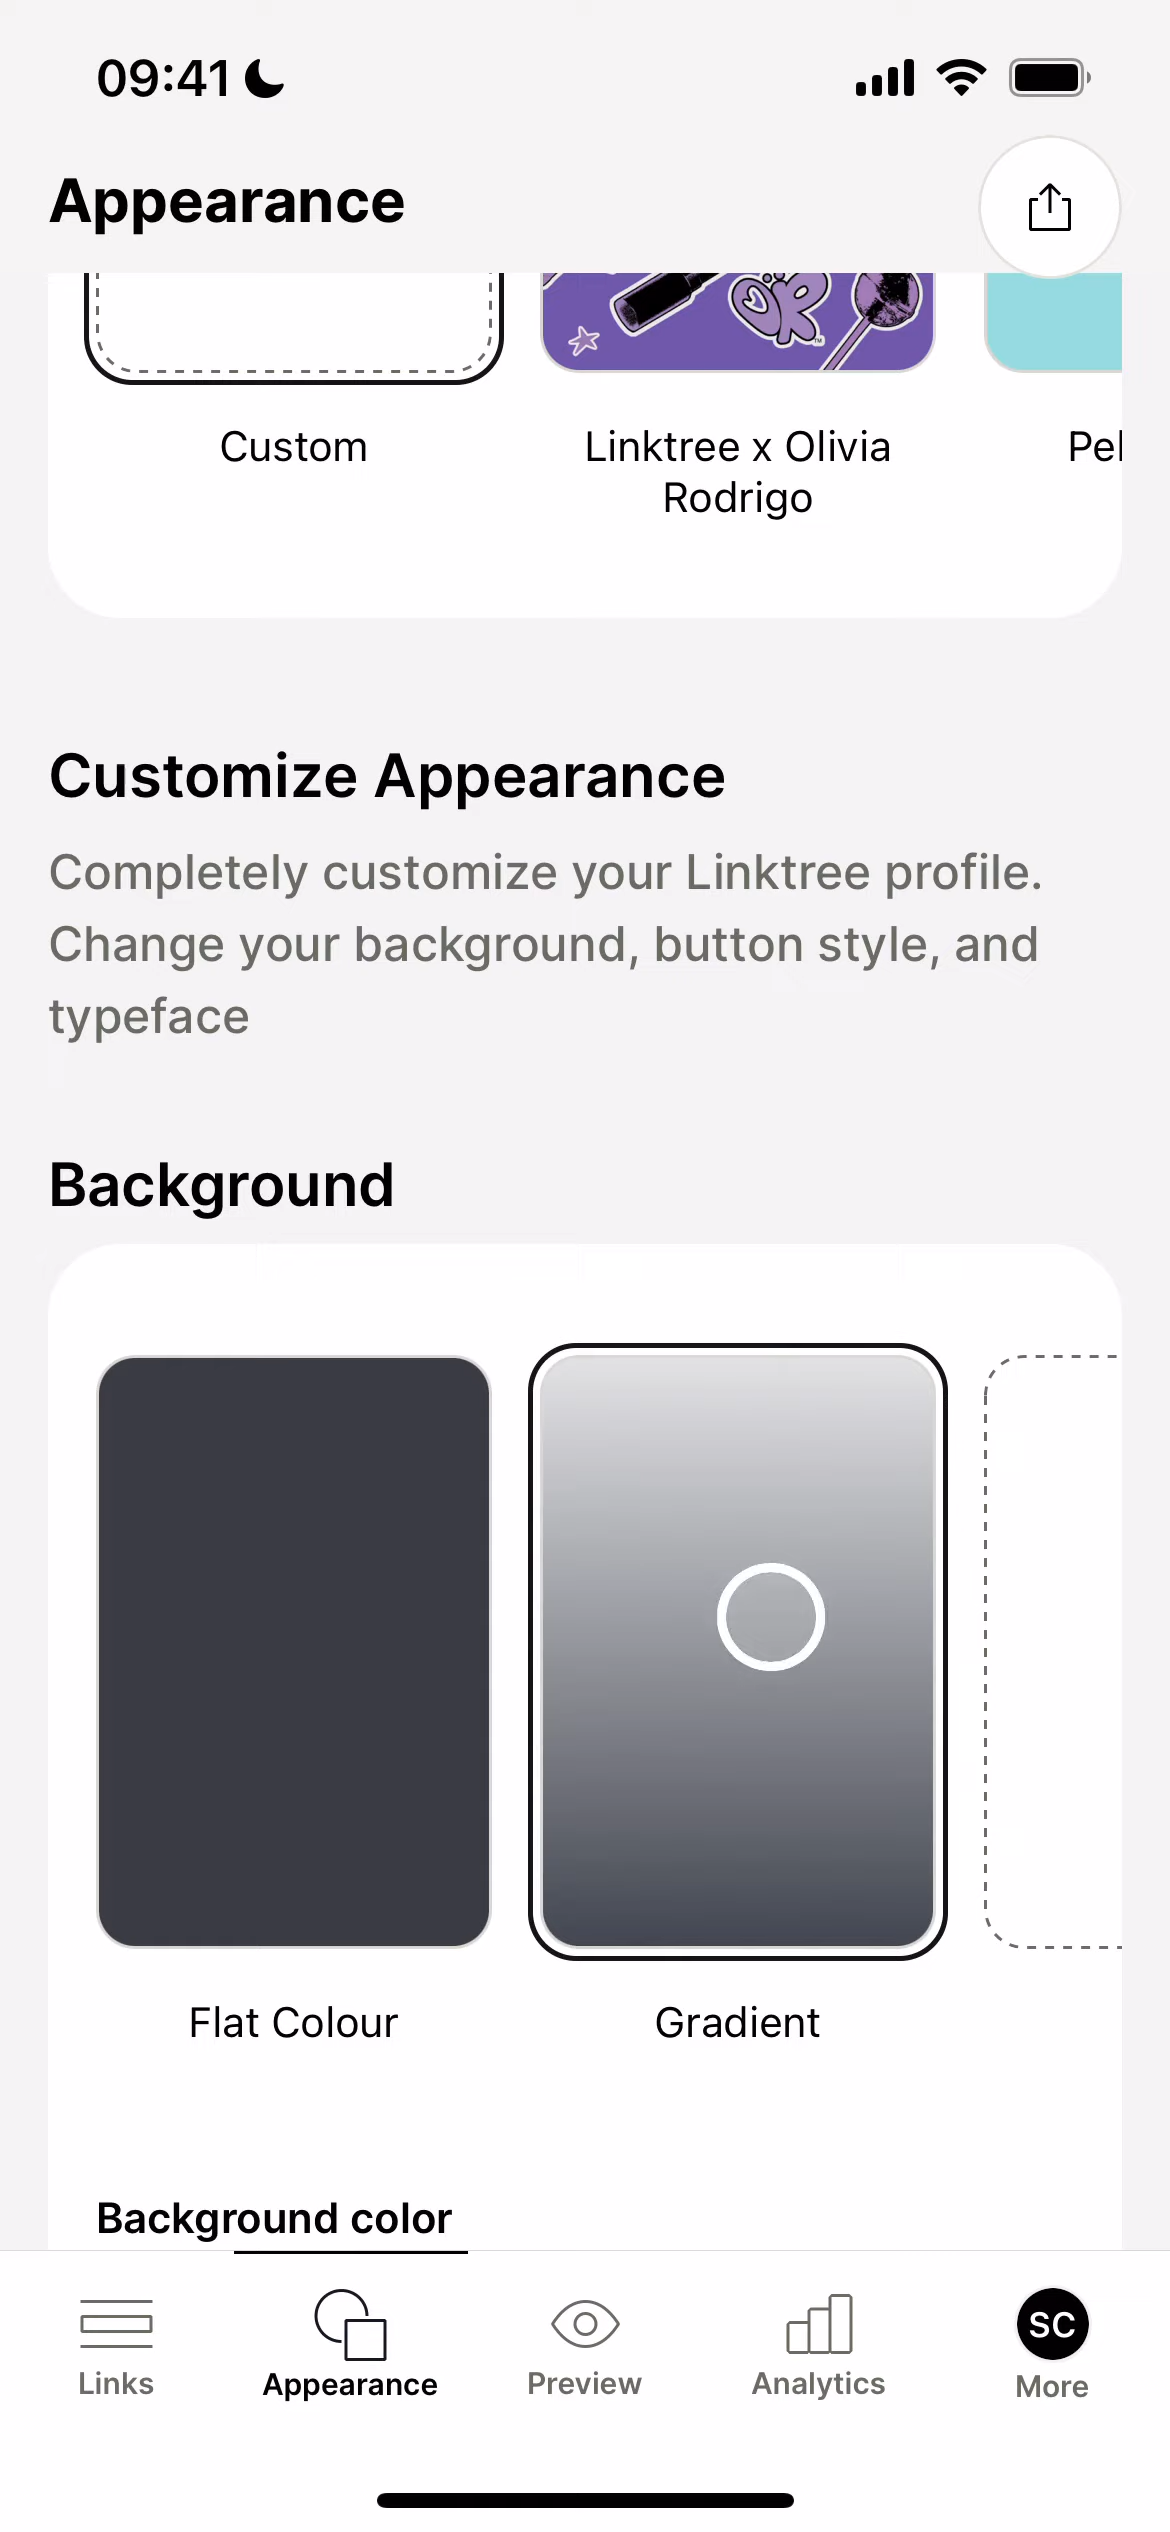 09:41
Appearance
Custom
Linktree x Olivia
Rodrigo
Customize Appearance
Completely customize your Linktree profile.
Change your background, button style, and
typeface
Background
Flat Colour
Gradient
Background color
Links
Appearance
Preview
Analytics
SC
More